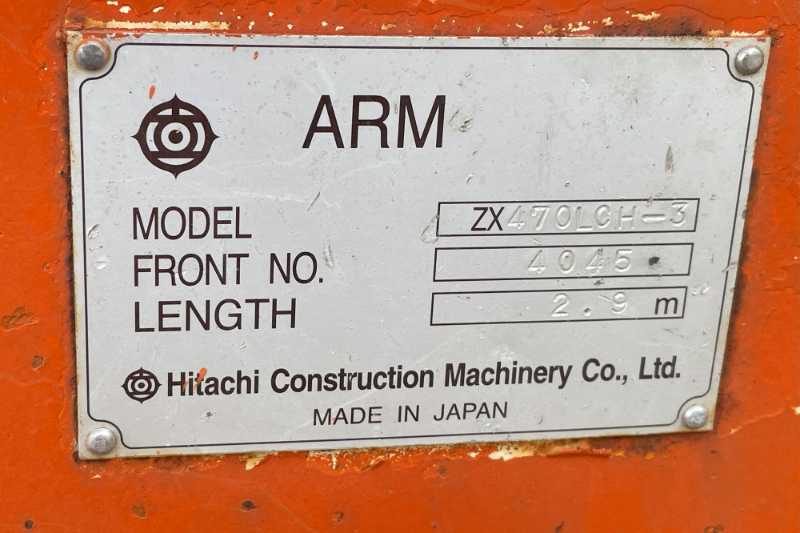 ARM
MODEL ZX470LCH-3
FRONT NO. 4045
LENGTH 2.9 m
Hitachi Construction Machinery Co., Ltd.
MADE IN JAPAN